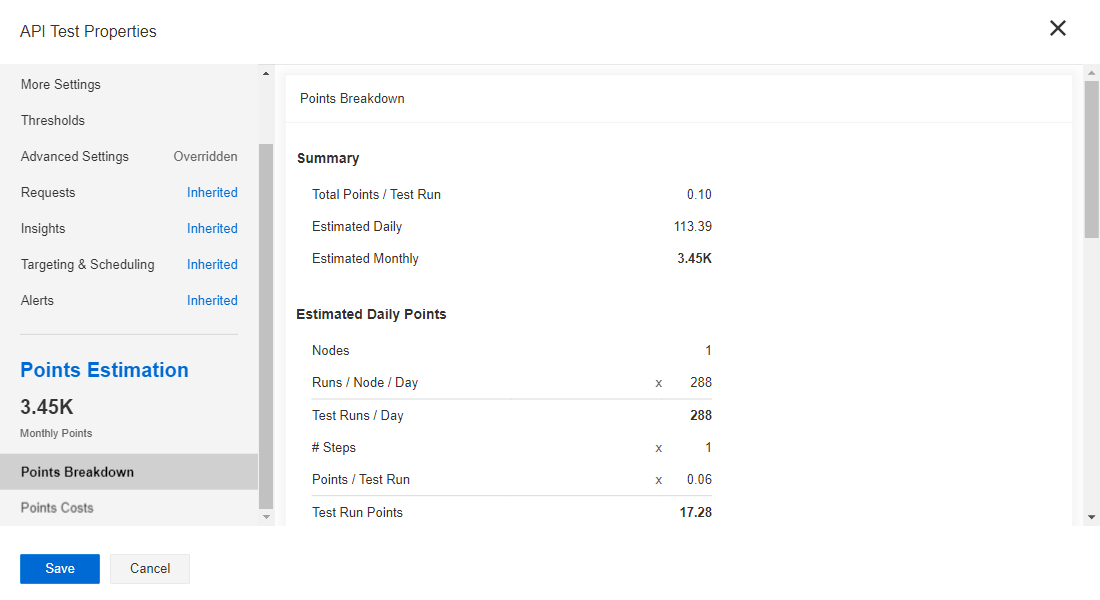 API Test Properties
More Settings
Thresholds
Advanced Settings Overridden
Requests Inherited
Insights Inherited
Targeting & Scheduling Inherited
Alerts Inherited
Points Estimation
3.45K
Monthly Points
Points Breakdown
Points Costs
Points Breakdown
Summary
Total Points / Test Run 0.10
Estimated Daily 113.39
Estimated Monthly 3.45K
Estimated Daily Points
Nodes 1
Runs / Node / Day x 288
Test Runs / Day 288
# Steps x 1
Points / Test Run x 0.06
Test Run Points 17.28
Save Cancel